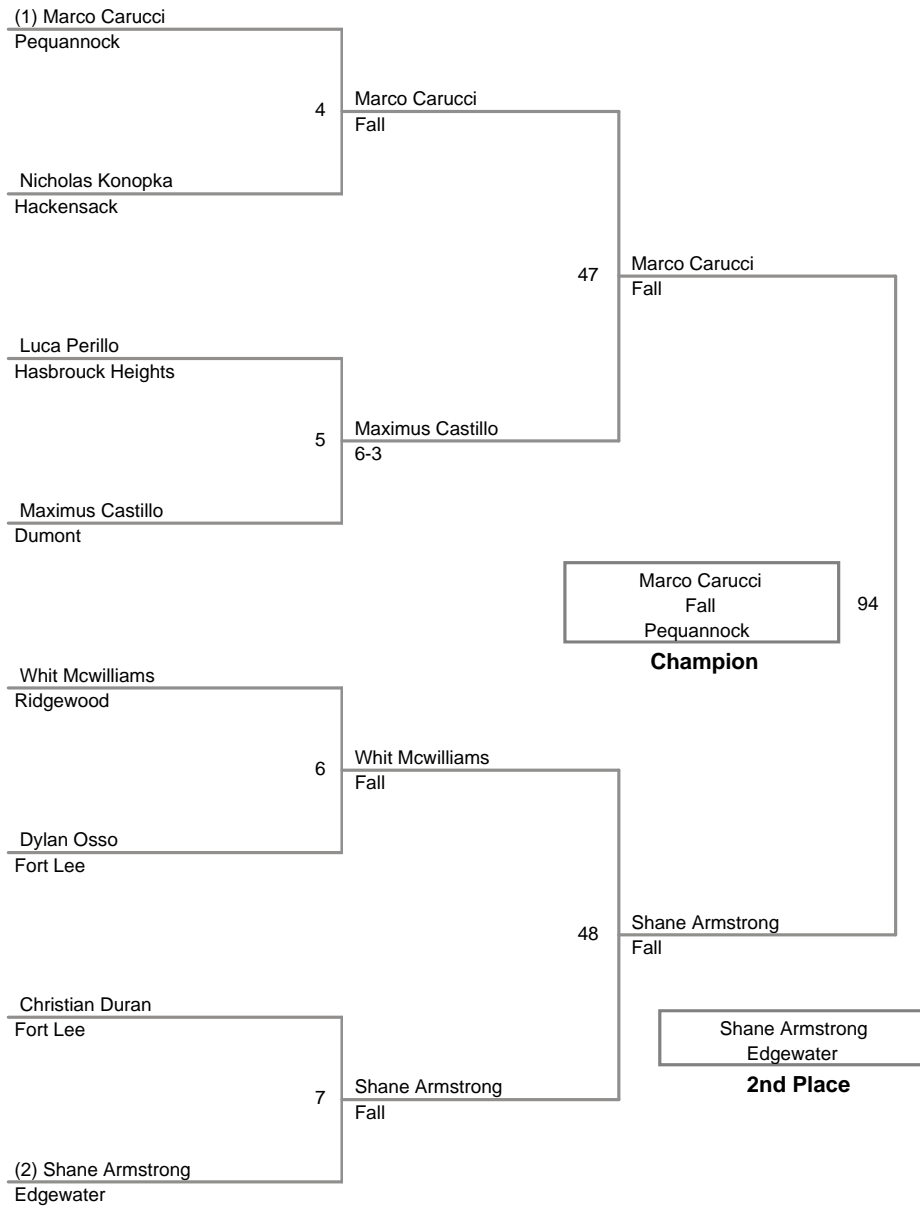 (1) Marco Carucci
Pequannock
4
Marco Carucci
Fall
Nicholas Konopka
Hackensack
47
Marco Carucci
Fall
Luca Perillo
Hasbrouck Heights
5
Maximus Castillo
6-3
Maximus Castillo
Dumont
Marco Carucci
Fall
Pequannock
94
Champion
Whit Mcwilliams
Ridgewood
6
Whit Mcwilliams
Fall
Dylan Osso
Fort Lee
48
Shane Armstrong
Fall
Christian Duran
Fort Lee
Shane Armstrong
Edgewater
2nd Place
7
Shane Armstrong
Fall
(2) Shane Armstrong
Edgewater